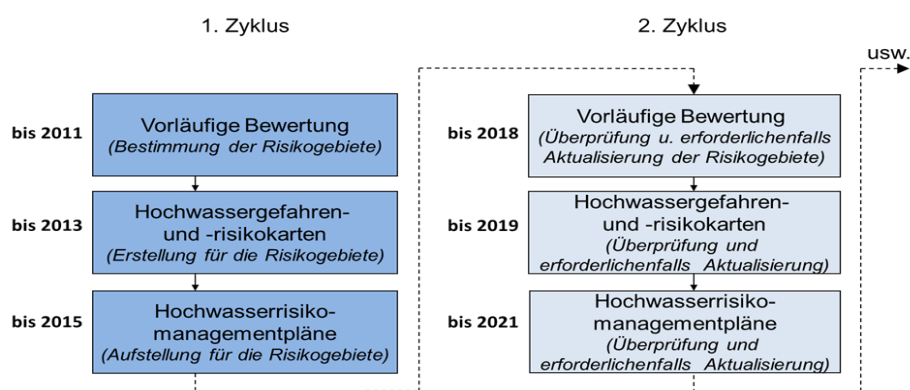 1. Zyklus
bis 2011
Vorläufige Bewertung
(Bestimmung der Risikogebiete)
bis 2013
Hochwassergefahren-
und -risikokarten
(Erstellung für die Risikogebiete)
bis 2015
Hochwasserrisiko-
managementpläne
(Aufstellung für die Risikogebiete)
2. Zyklus
bis 2018
Vorläufige Bewertung
(Überprüfung u. erforderlichenfalls
Aktualisierung der Risikogebiete)
bis 2019
Hochwassergefahren-
und -risikokarten
(Überprüfung und
erforderlichenfalls Aktualisierung)
bis 2021
Hochwasserrisiko-
managementpläne
(Überprüfung und
erforderlichenfalls Aktualisierung)
usw.